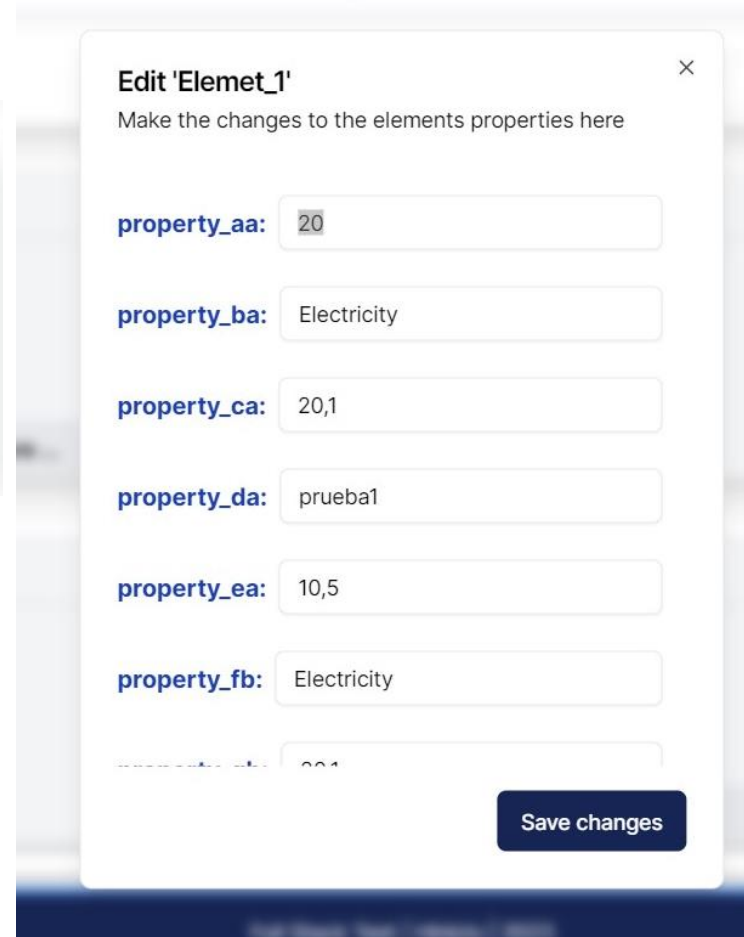 Edit 'Elemet_1'
Make the changes to the elements properties here
property_aa: 20
property_ba: Electricity
property_ca: 20,1
property_da: prueba1
property_ea: 10,5
property_fb: Electricity
Save changes